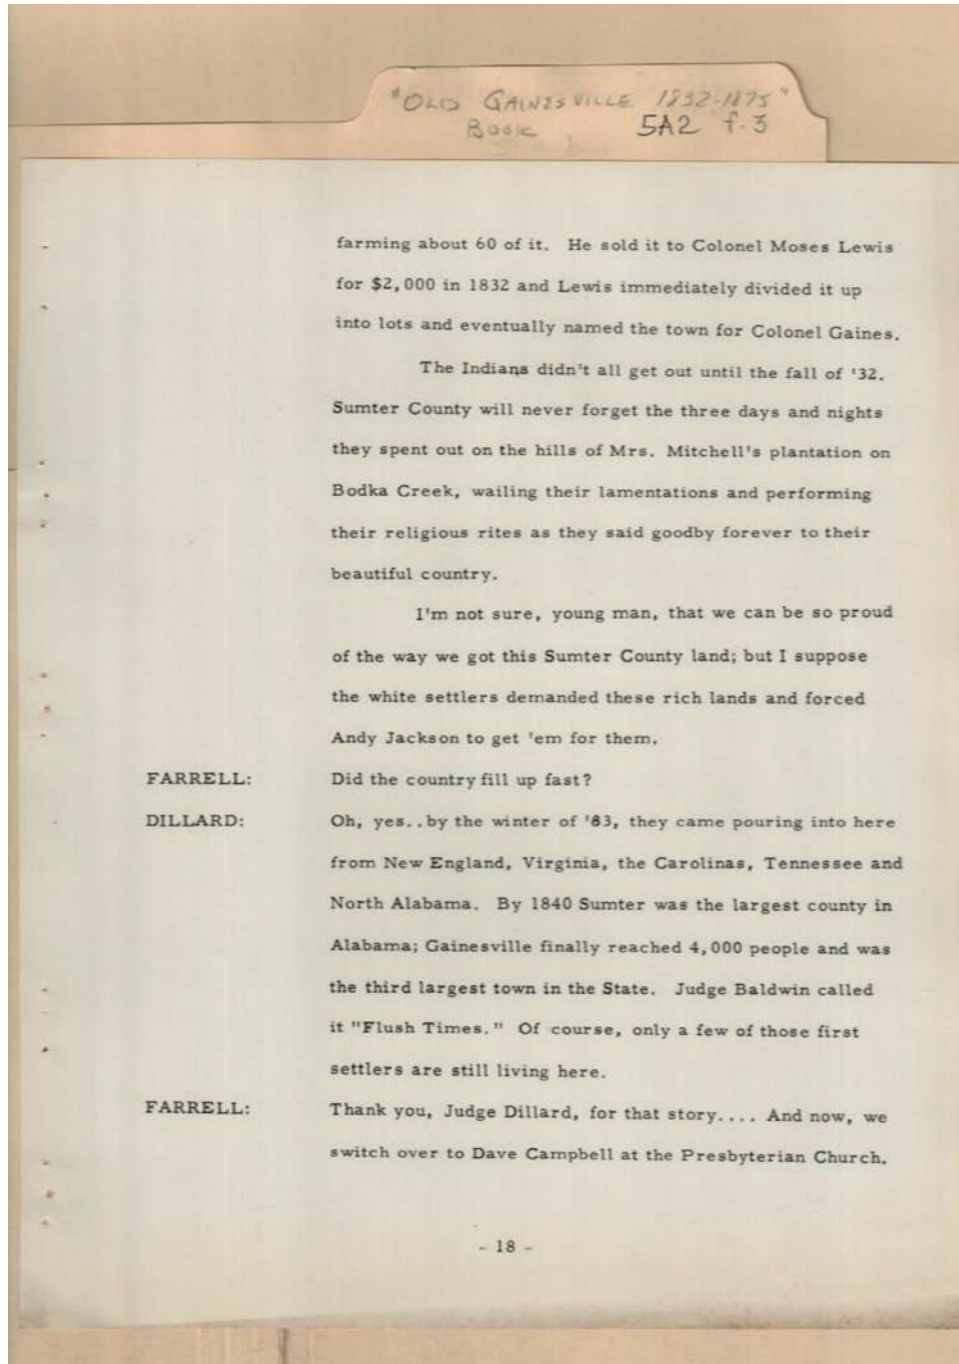 "OLD GAINESVILLE 1832-1875"
BOOK 5A2 f.3
farming about 60 of it. He sold it to Colonel Moses Lewis
for $2,000 in 1832 and Lewis immediately divided it up
into lots and eventually named the town for Colonel Gaines.
The Indians didn't all get out until the fall of '32.
Sumter County will never forget the three days and nights
they spent out on the hills of Mrs. Mitchell's plantation on
Bodka Creek, wailing their lamentations and performing
their religious rites as they said goodby forever to their
beautiful country.
I'm not sure, young man, that we can be so proud
of the way we got this Sumter County land; but I suppose
the white settlers demanded these rich lands and forced
Andy Jackson to get 'em for them.
FARRELL: Did the country fill up fast?
DILLARD: Oh, yes..by the winter of '83, they came pouring into here
from New England, Virginia, the Carolinas, Tennessee and
North Alabama. By 1840 Sumter was the largest county in
Alabama; Gainesville finally reached 4,000 people and was
the third largest town in the State. Judge Baldwin called
it "Flush Times." Of course, only a few of those first
settlers are still living here.
FARRELL: Thank you, Judge Dillard, for that story.... And now, we
switch over to Dave Campbell at the Presbyterian Church.
- 18 -